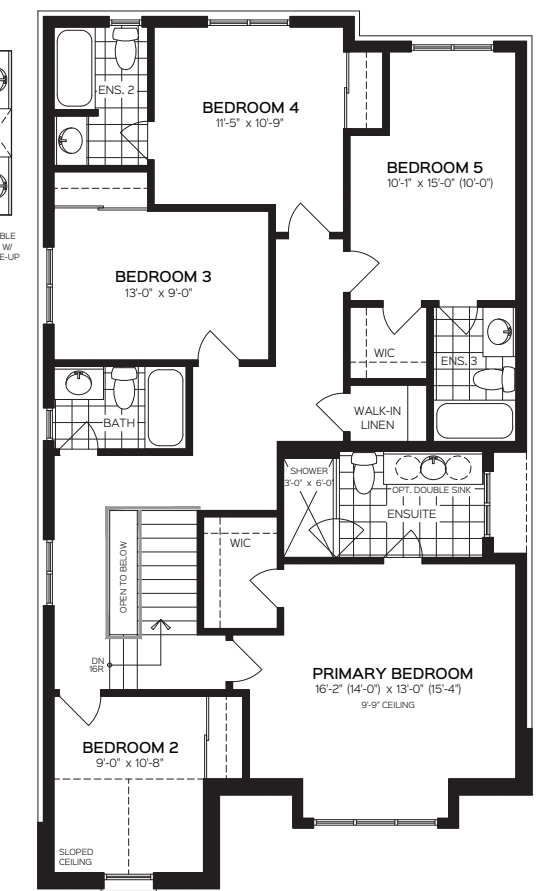 ENS. 2
BEDROOM 4
11'-5" x 10'-9"
BEDROOM 5
10'-1" x 15'-0" (10'-0")
BLE
W/
E-UP
BEDROOM 3
13'-0" x 9'-0"
WIC
ENS. 3
BATH
WALK-IN
LINEN
SHOWER
3'-0" x 6'-0"
OPT. DOUBLE SINK
ENSUITE
WIC
OPEN TO BELOW
DN
16R
PRIMARY BEDROOM
16'-2" (14'-0") x 13'-0" (15'-4")
9'-9" CEILING
BEDROOM 2
9'-0" x 10'-8"
SLOPED
CEILING